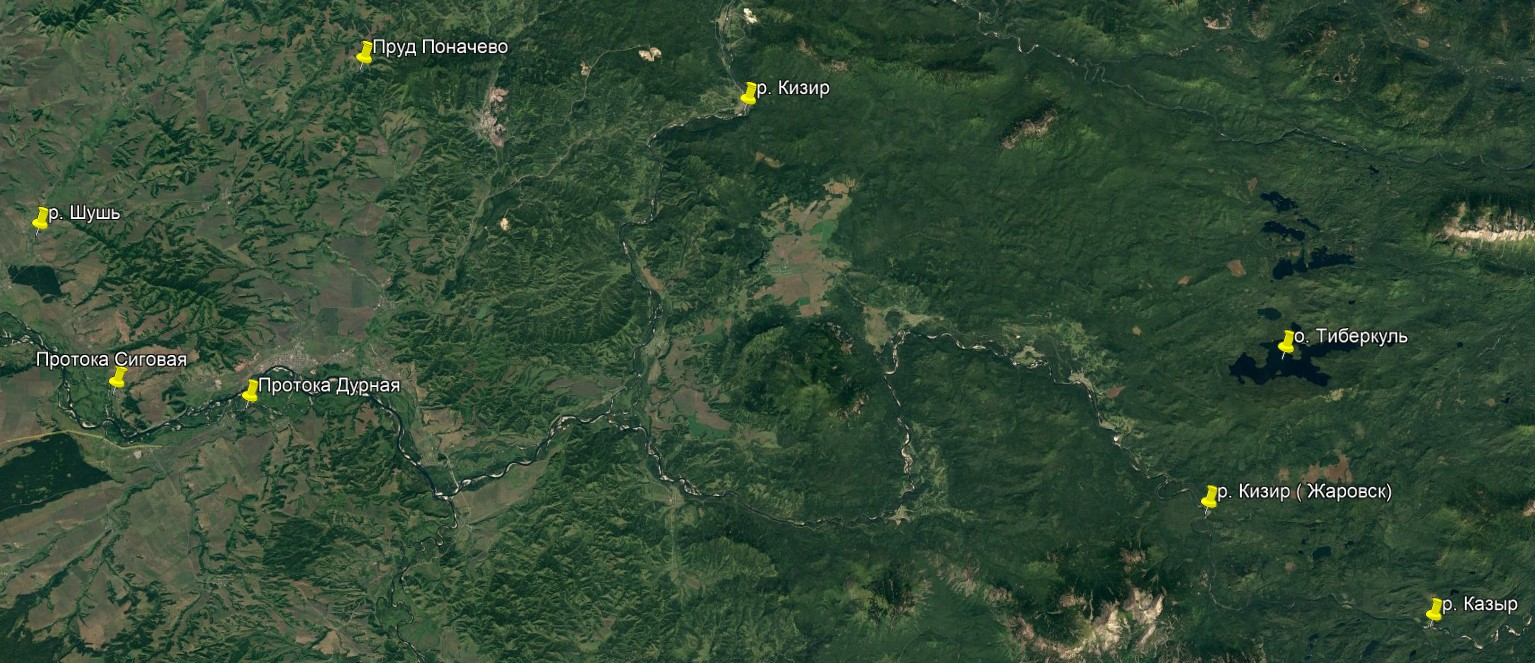 Пруд Поначево
р. Кизир
р. Шушь
о. Тиберкуль
Протока Сиговая
Протока Дурная
р. Кизир ( Жаровск)
р. Казыр